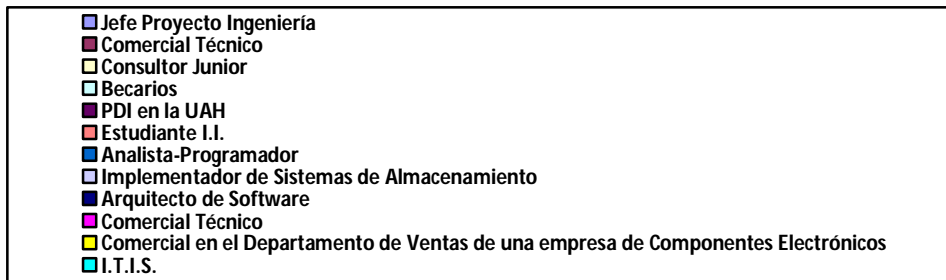 Jefe Proyecto Ingeniería
Comercial Técnico
Consultor Junior
Becarios
PDI en la UAH
Estudiante I.I.
Analista-Programador
Implementador de Sistemas de Almacenamiento
Arquitecto de Software
Comercial Técnico
Comercial en el Departamento de Ventas de una empresa de Componentes Electrónicos
I.T.I.S.